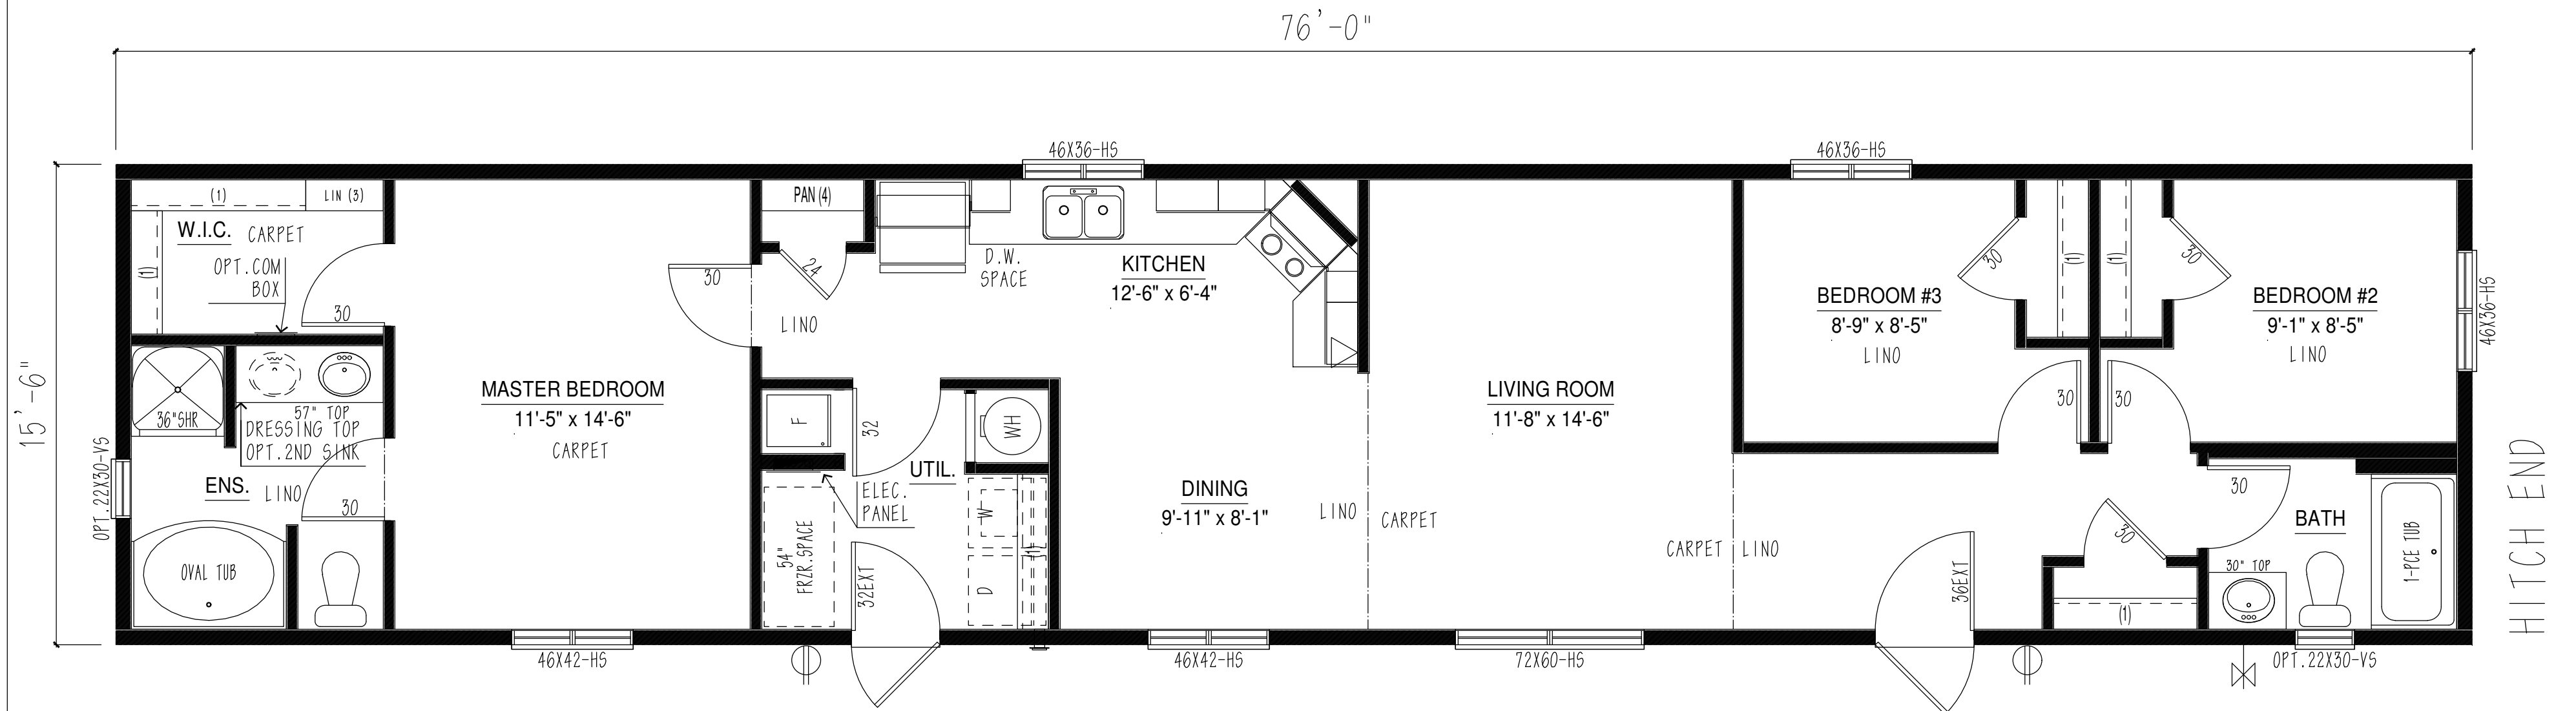 76'-0"
15'-6"
46X36-HS
46X36-HS
(1)
LIN (3)
W.I.C. CARPET
(1)
OPT.COM
BOX
30
36"SHR
57" TOP
DRESSING TOP
OPT.2ND SINK
ENS. LINO
30
OPT.22X30-VS
OVAL TUB
MASTER BEDROOM
11'-5" x 14'-6"
CARPET
30
46X42-HS
PAN (4)
24
LINO
D.W.
SPACE
KITCHEN
12'-6" x 6'-4"
F
32
WH
UTIL.
ELEC.
PANEL
54"
FRZR.SPACE
W
D
(1)
32EXT
DINING
9'-11" x 8'-1"
LINO
CARPET
46X42-HS
LIVING ROOM
11'-8" x 14'-6"
72X60-HS
CARPET
LINO
BEDROOM #3
8'-9" x 8'-5"
LINO
30
(1)
(1)
30
BEDROOM #2
9'-1" x 8'-5"
LINO
46X36-HS
30
30
36EXT
30
(1)
30
BATH
30" TOP
1-PCE TUB
OPT.22X30-VS
HITCH END